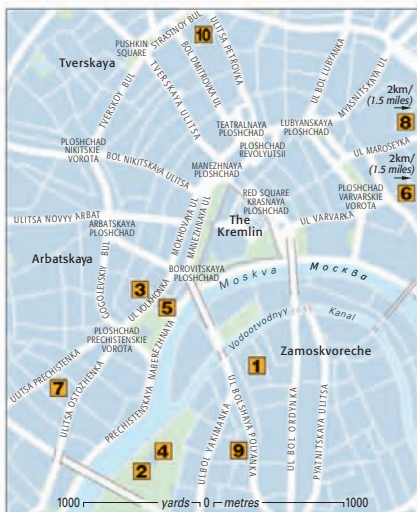 STRASTNOY BUL
10
ULITSA PETROVKA
PUSHKIN
SQUARE
Tverskaya
BOL DMITROVKA UL
UL BOL LUBYANKA
MYASNITSKAYA UL
TVERSKOY BUL
TVERSKAYA ULITSA
2km/
(1.5 miles)
8
TEATRALNAYA
PLOSHCHAD
LUBYANSKAYA
PLOSHCHAD
PLOSHCHAD
REVOLYUTSII
PLOSHCHAD
NIKITSKIE
VOROTA
UL MAROSEYKA
BOL NIKITSKAYA ULITSA
MANEZHNAYA
PLOSHCHAD
2km/
(1.5 miles)
6
RED SQUARE
KRASNAYA
PLOSHCHAD
PLOSHCHAD
VARVARSKIE
VOROTA
ULITSA NOVYY ARBAT
MOKHOVAYA UL
MANEZHNAYA UL
The
Kremlin
UL VARVARKA
ARBATSKAYA
PLOSHCHAD
Arbatskaya
GOGOLEVSKIY BUL
BOROVITSKAYA
PLOSHCHAD
Moskva
Москва
3
UL VOLKHONKA
5
Vodootvodnyy
Kanal
PLOSHCHAD
PRECHISTENSKIE
VOROTA
PRECHISTENSKAYA NABEREZHNAYA
Zamoskvoreche
1
ULITSA PRECHISTENKA
7
ULITSA OSTOZHENKA
UL BOLSHAYA POLYANKA
UL BOL YAKIMANKA
UL BOL ORDYNKA
PYATNITSKAYA ULITSA
4
9
2
1000 yards 0 metres 1000